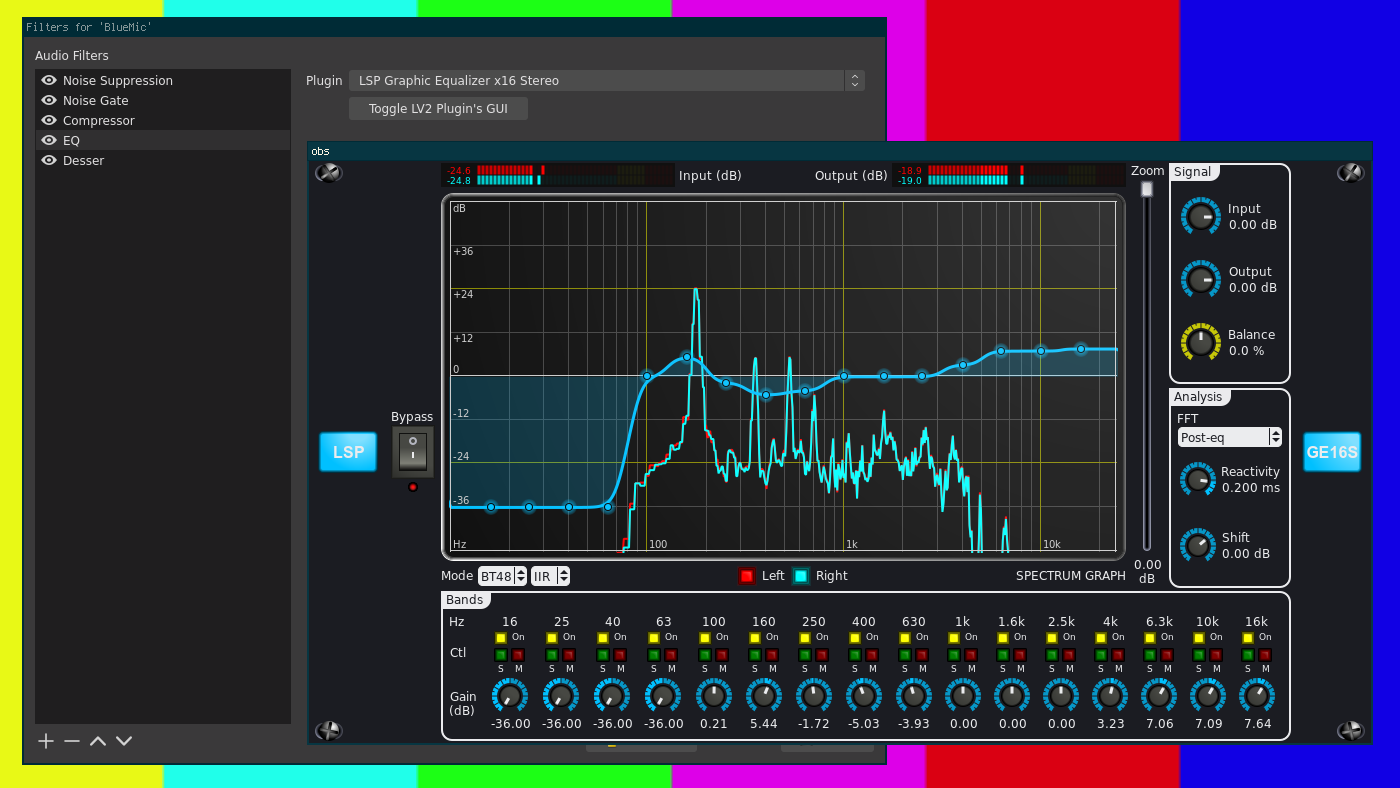 Filters for 'BlueMic'
Audio Filters
Noise Suppression
Noise Gate
Compressor
EQ
Desser
Plugin LSP Graphic Equalizer x16 Stereo
Toggle LV2 Plugin's GUI
obs
-24.6
-24.8
Input (dB)
Output (dB)
-18.9
-19.0
Zoom
dB
+36
+24
+12
0
-12
-24
-36
Hz 100 1k 10k
Bypass
LSP
Signal
Input
0.00 dB
Output
0.00 dB
Balance
0.0 %
Analysis
FFT
Post-eq
Reactivity
0.200 ms
Shift
0.00 dB
GE16S
0.00
dB
Mode BT48 IIR Left Right SPECTRUM GRAPH
Bands
Hz 16 25 40 63 100 160 250 400 630 1k 1.6k 2.5k 4k 6.3k 10k 16k
On On On On On On On On On On On On On On On On
Ctl
S M S M S M S M S M S M S M S M S M S M S M S M S M S M S M S M
Gain
(dB)
-36.00 -36.00 -36.00 -36.00 0.21 5.44 -1.72 -5.03 -3.93 0.00 0.00 0.00 3.23 7.06 7.09 7.64